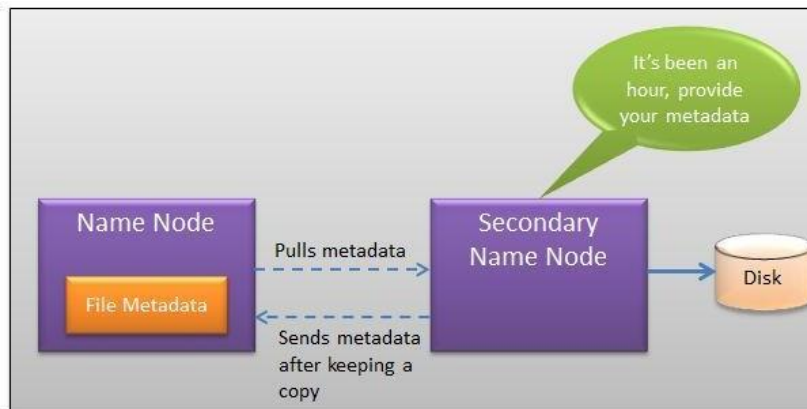 It's been an
hour, provide
your metadata
Name Node
File Metadata
Pulls metadata
Sends metadata
after keeping a
copy
Secondary
Name Node
Disk